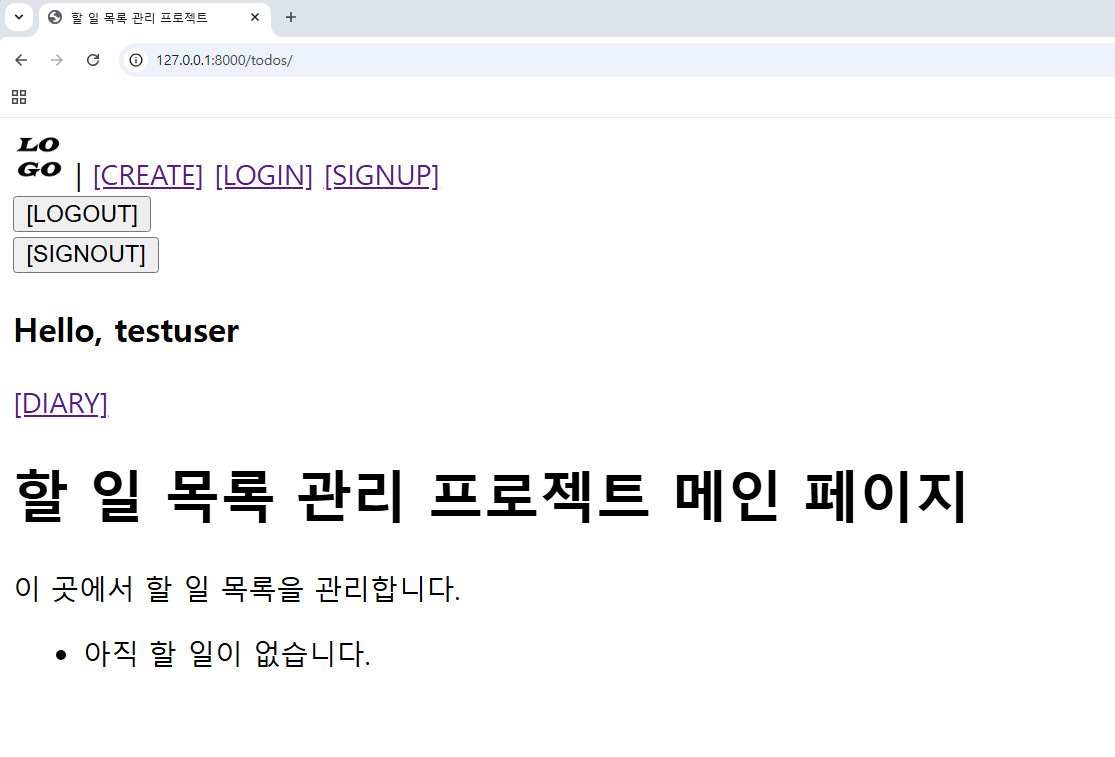 할 일 목록 관리 프로젝트
127.0.0.1:8000/todos/
LO
GO | [CREATE] [LOGIN] [SIGNUP]
[LOGOUT]
[SIGNOUT]
Hello, testuser
[DIARY]
할 일 목록 관리 프로젝트 메인 페이지
이 곳에서 할 일 목록을 관리합니다.
아직 할 일이 없습니다.